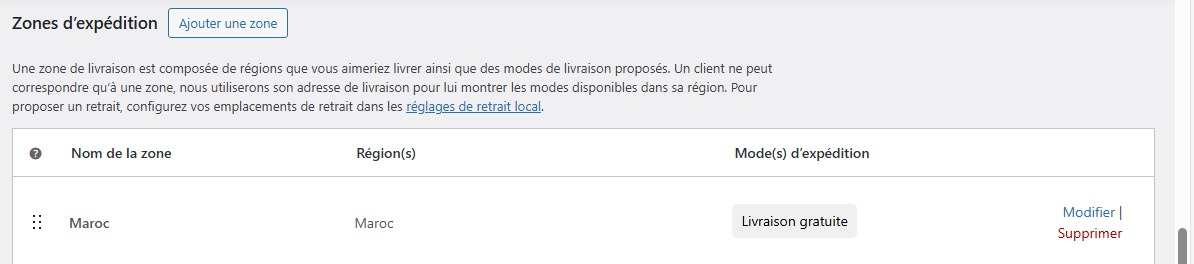 Zones d’expédition Ajouter une zone
Une zone de livraison est composée de régions que vous aimeriez livrer ainsi que des modes de livraison proposés. Un client ne peut
correspondre qu’à une zone, nous utiliserons son adresse de livraison pour lui montrer les modes disponibles dans sa région. Pour
proposer un retrait, configurez vos emplacements de retrait dans les réglages de retrait local.
? Nom de la zone Région(s) Mode(s) d’expédition
Maroc Maroc Livraison gratuite Modifier |
Supprimer